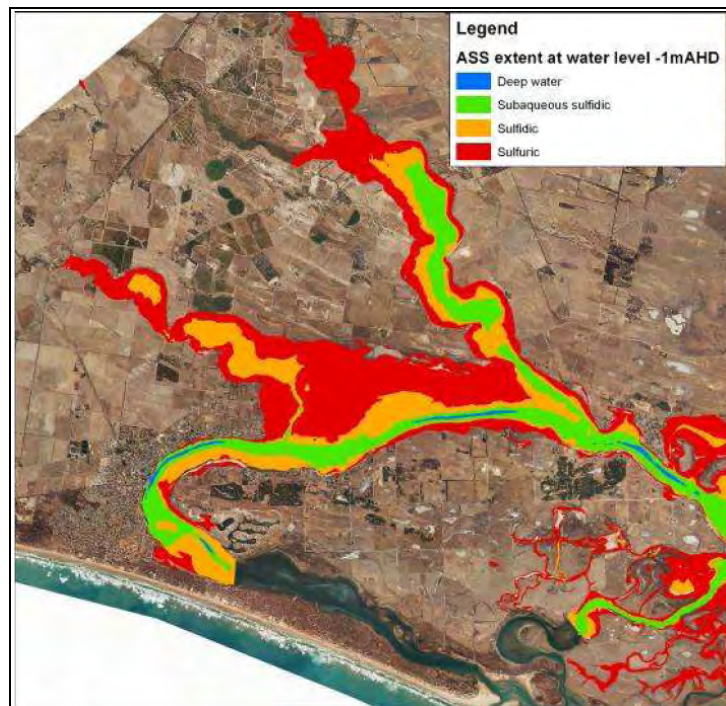 Legend
ASS extent at water level -1mAHD
Deep water
Subaqueous sulfidic
Sulfidic
Sulfuric